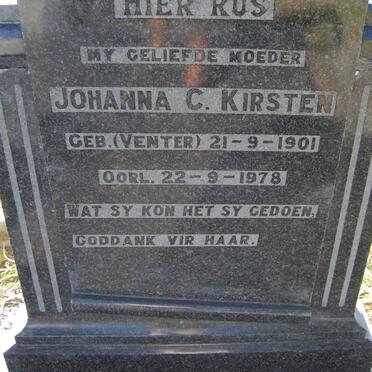 HIER RUS
MY GELIEFDE MOEDER
JOHANNA C. KIRSTEN
GEB. (VENTER) 21-9-1901
OORL. 22-9-1978
WAT SY KON HET SY GEDOEN,
GODDANK VIR HAAR.